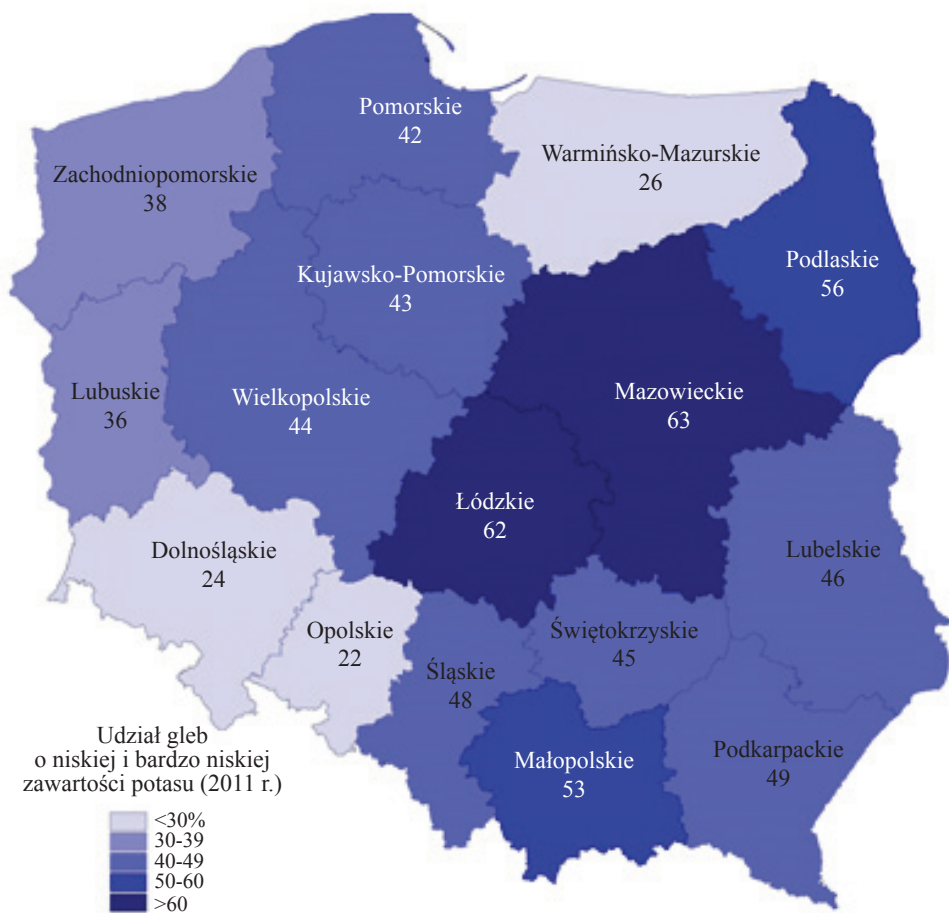 Pomorskie
42
Warmińsko-Mazurskie
26
Zachodniopomorskie
38
Podlaskie
56
Kujawsko-Pomorskie
43
Mazowieckie
63
Lubuskie
36
Wielkopolskie
44
Łódzkie
62
Dolnośląskie
24
Lubelskie
46
Opolskie
22
Świętokrzyskie
45
Śląskie
48
Małopolskie
53
Podkarpackie
49
Udział gleb
o niskiej i bardzo niskiej
zawartości potasu (2011 r.)
<30%
30-39
40-49
50-60
>60